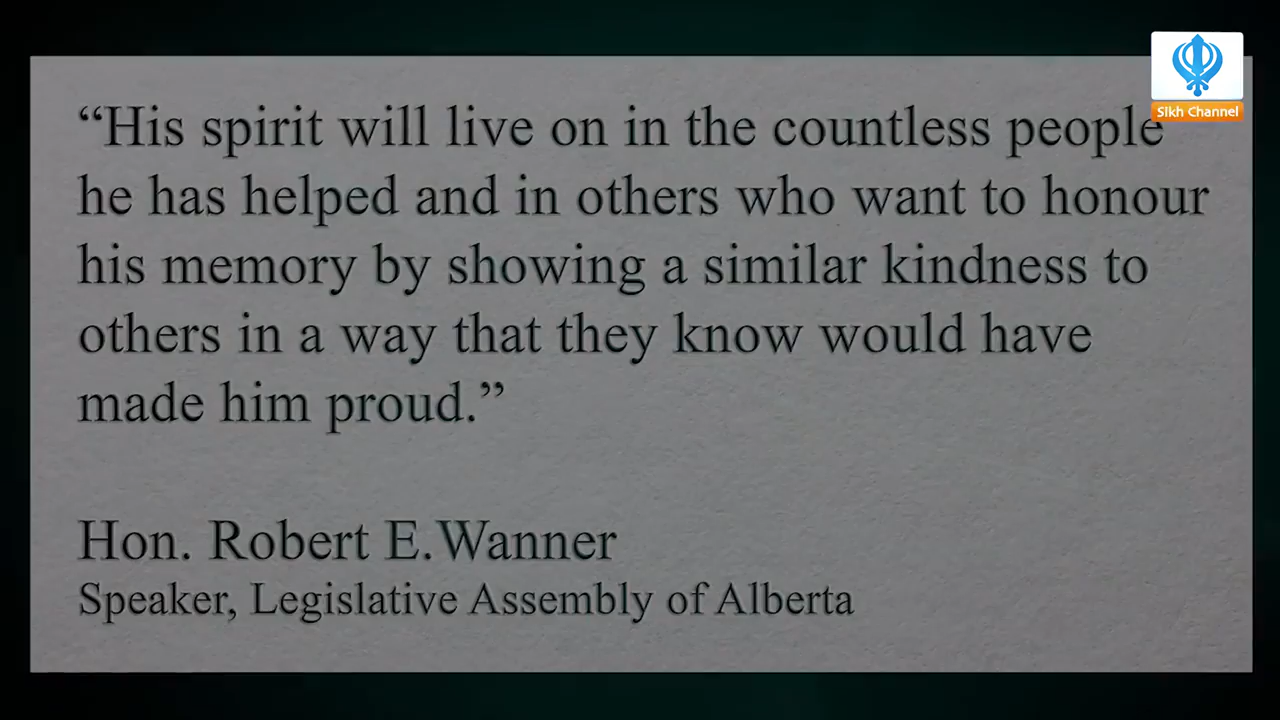 “His spirit will live on in the countless people
he has helped and in others who want to honour
his memory by showing a similar kindness to
others in a way that they know would have
made him proud.”
Hon. Robert E.Wanner
Speaker, Legislative Assembly of Alberta
Sikh Channel